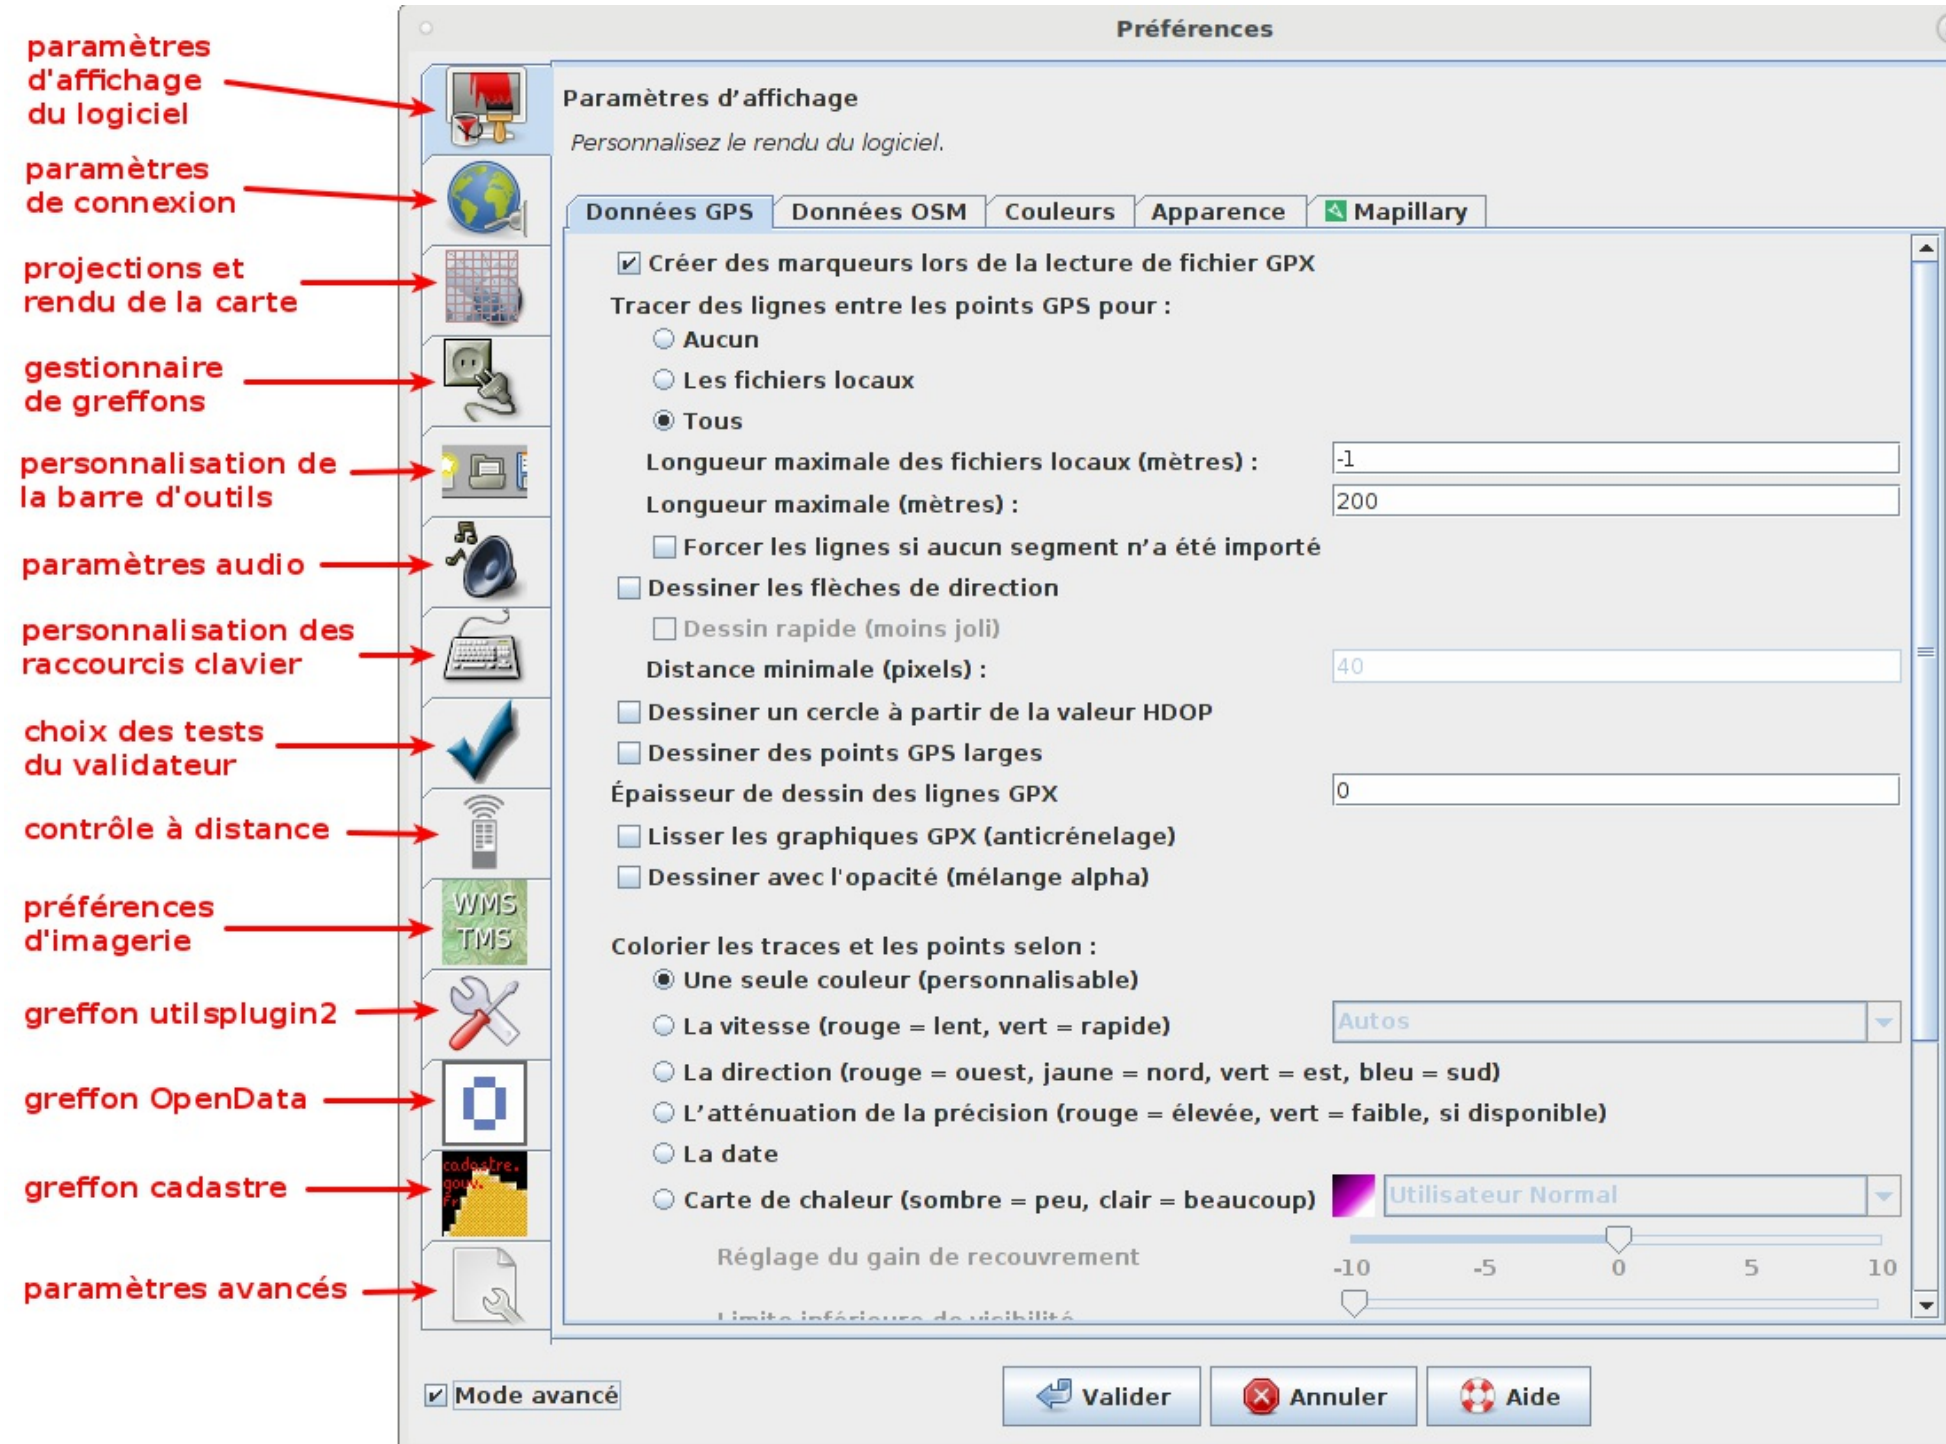 Préférences
paramètres
d'affichage
du logiciel
paramètres
de connexion
projections et
rendu de la carte
gestionnaire
de greffons
personnalisation de
la barre d'outils
paramètres audio
personnalisation des
raccourcis clavier
choix des tests
du validateur
contrôle à distance
préférences
d'imagerie
greffon utilsplugin2
greffon OpenData
greffon cadastre
paramètres avancés
WMS
TMS
cadastre.
gouv.
fr
Paramètres d’affichage
Personnalisez le rendu du logiciel.
Données GPS Données OSM Couleurs Apparence Mapillary
Créer des marqueurs lors de la lecture de fichier GPX
Tracer des lignes entre les points GPS pour :
Aucun
Les fichiers locaux
Tous
Longueur maximale des fichiers locaux (mètres) : -1
Longueur maximale (mètres) : 200
Forcer les lignes si aucun segment n’a été importé
Dessiner les flèches de direction
Dessin rapide (moins joli)
Distance minimale (pixels) : 40
Dessiner un cercle à partir de la valeur HDOP
Dessiner des points GPS larges
Épaisseur de dessin des lignes GPX 0
Lisser les graphiques GPX (anticrénelage)
Dessiner avec l'opacité (mélange alpha)
Colorier les traces et les points selon :
Une seule couleur (personnalisable)
La vitesse (rouge = lent, vert = rapide) Autos
La direction (rouge = ouest, jaune = nord, vert = est, bleu = sud)
L’atténuation de la précision (rouge = élevée, vert = faible, si disponible)
La date
Carte de chaleur (sombre = peu, clair = beaucoup) Utilisateur Normal
Réglage du gain de recouvrement
-10 -5 0 5 10
Limite inférieure de visibilité
Mode avancé
Valider Annuler Aide